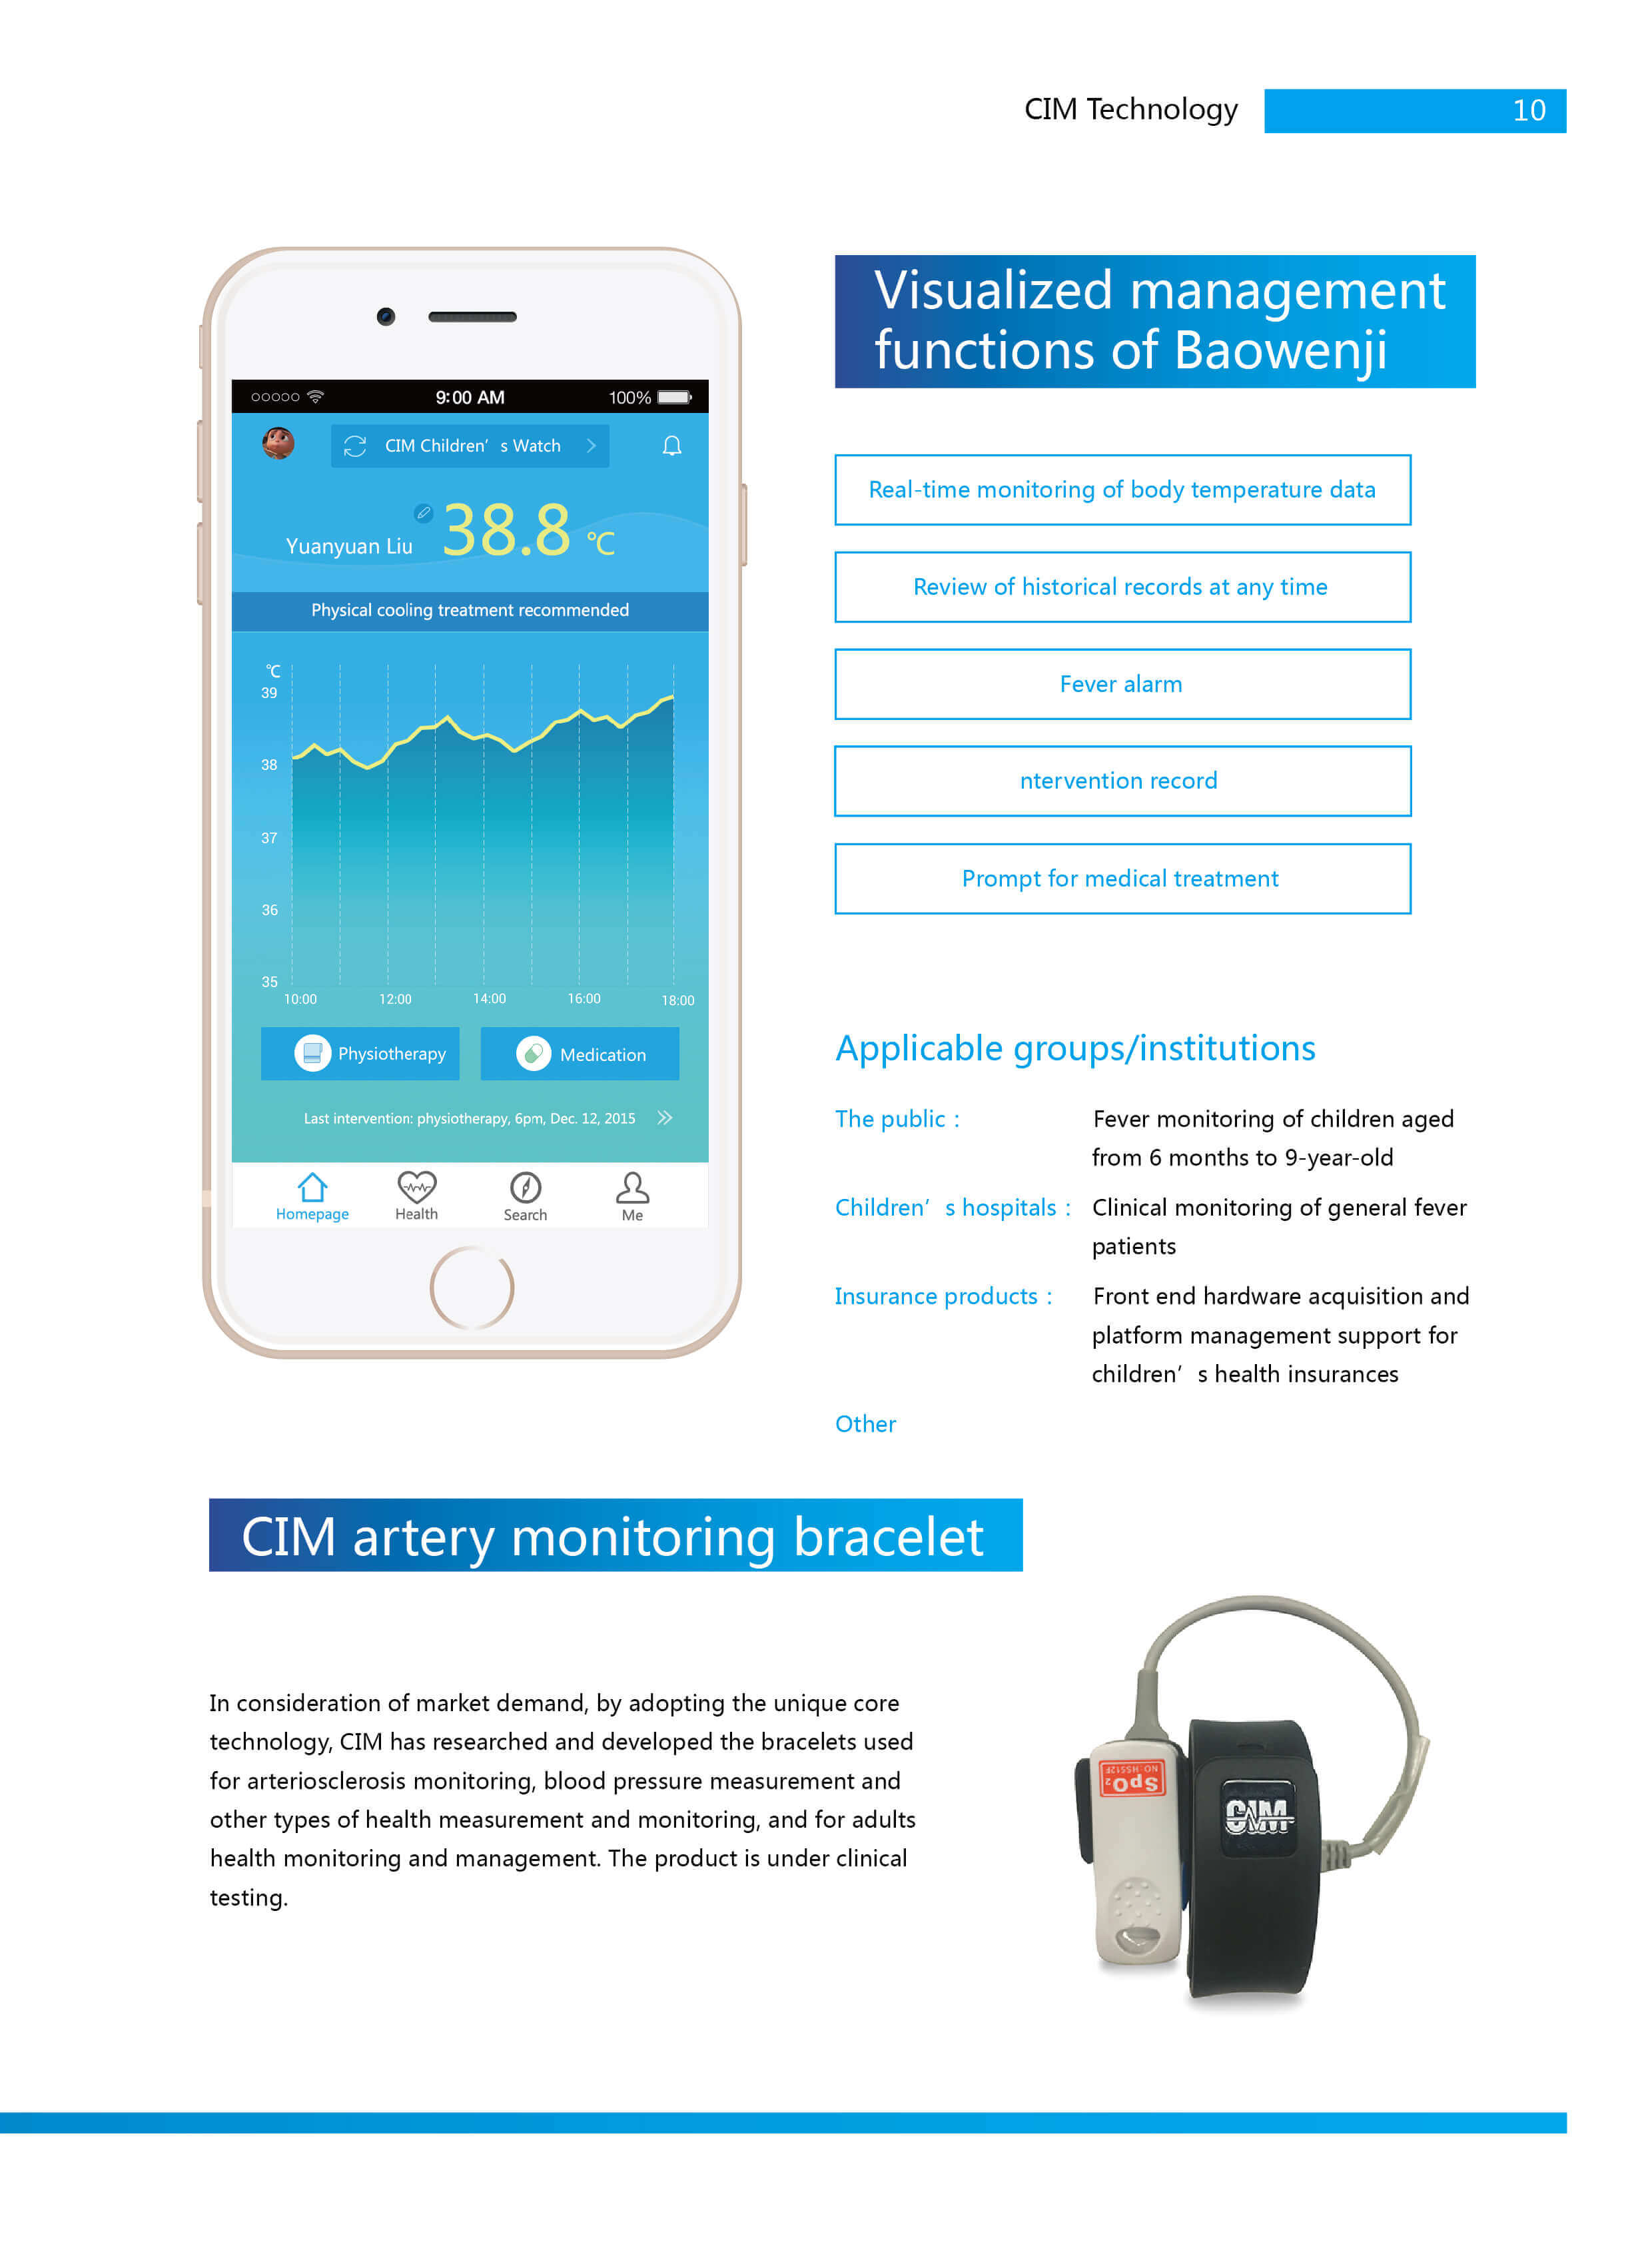 CIM Technology
10
9:00 AM
100%
CIM Children’s Watch
Yuanyuan Liu
38.8 ℃
Physical cooling treatment recommended
℃
39
38
37
36
35
10:00
12:00
14:00
16:00
18:00
Physiotherapy
Medication
Last intervention: physiotherapy, 6pm, Dec. 12, 2015
Homepage
Health
Search
Me
Visualized management
functions of Baowenji
Real-time monitoring of body temperature data
Review of historical records at any time
Fever alarm
ntervention record
Prompt for medical treatment
Applicable groups/institutions
The public : Fever monitoring of children aged
from 6 months to 9-year-old
Children’s hospitals : Clinical monitoring of general fever
patients
Insurance products : Front end hardware acquisition and
platform management support for
children’s health insurances
Other
CIM artery monitoring bracelet
In consideration of market demand, by adopting the unique core
technology, CIM has researched and developed the bracelets used
for arteriosclerosis monitoring, blood pressure measurement and
other types of health measurement and monitoring, and for adults
health monitoring and management. The product is under clinical
testing.
SpO₂
NO HS512F
CIM